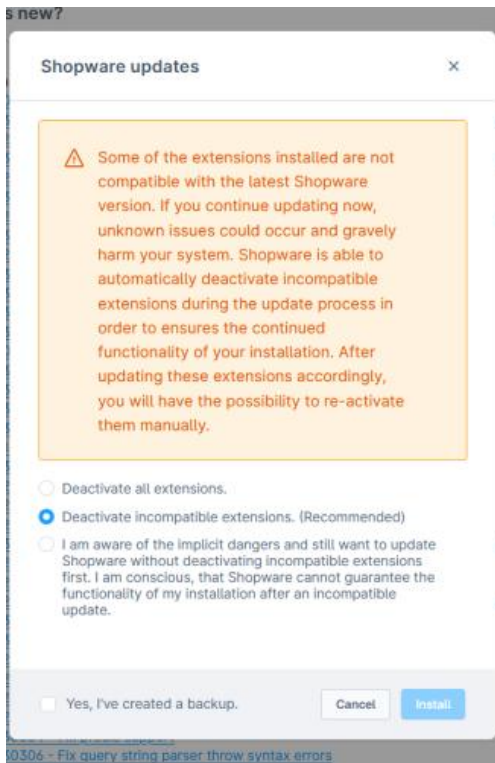 s new?
Shopware updates
Some of the extensions installed are not
compatible with the latest Shopware
version. If you continue updating now,
unknown issues could occur and gravely
harm your system. Shopware is able to
automatically deactivate incompatible
extensions during the update process in
order to ensures the continued
functionality of your installation. After
updating these extensions accordingly,
you will have the possibility to re-activate
them manually.
Deactivate all extensions.
Deactivate incompatible extensions. (Recommended)
I am aware of the implicit dangers and still want to update
Shopware without deactivating incompatible extensions
first. I am conscious, that Shopware cannot guarantee the
functionality of my installation after an incompatible
update.
Yes, I've created a backup.
Cancel
Install
60306 - Fix query string parser throw syntax errors